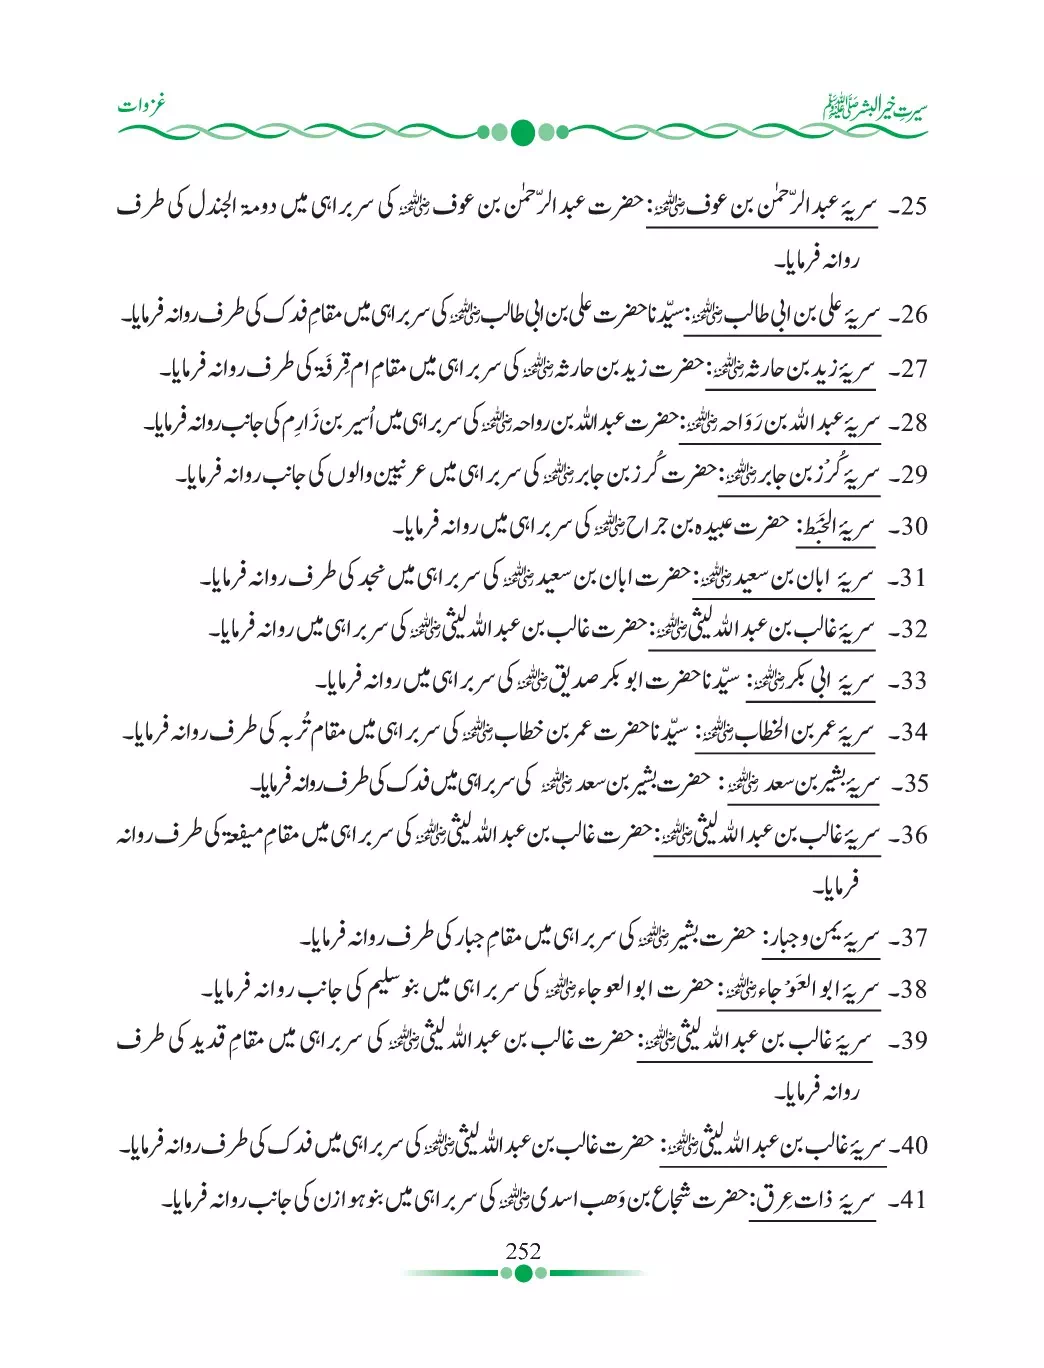 سیرتِ خیر البشر ﷺ
غزوات
25۔ سریۂ عبد الرّحمٰن بن عوف رضی اللہ عنہ: حضرت عبد الرّحمٰن بن عوف رضی اللہ عنہ کی سربراہی میں دومۃ الجندل کی طرف
روانہ فرمایا۔
26۔ سریۂ علی بن ابی طالب رضی اللہ عنہ: سیّدنا حضرت علی بن ابی طالب رضی اللہ عنہ کی سربراہی میں مقامِ فدک کی طرف روانہ فرمایا۔
27۔ سریۂ زید بن حارثہ رضی اللہ عنہ: حضرت زید بن حارثہ رضی اللہ عنہ کی سربراہی میں مقامِ ام قِرفَۃ کی طرف روانہ فرمایا۔
28۔ سریۂ عبد اللہ بن رَوَاحہ رضی اللہ عنہ: حضرت عبد اللہ بن رواحہ رضی اللہ عنہ کی سربراہی میں اُسیر بن زَارِم کی جانب روانہ فرمایا۔
29۔ سریۂ کُرْز بن جابر رضی اللہ عنہ: حضرت کُرز بن جابر رضی اللہ عنہ کی سربراہی میں عرنیین والوں کی جانب روانہ فرمایا۔
30۔ سریۂ الخَبَط: حضرت عبیدہ بن جراح رضی اللہ عنہ کی سربراہی میں روانہ فرمایا۔
31۔ سریۂ ابان بن سعید رضی اللہ عنہ: حضرت ابان بن سعید رضی اللہ عنہ کی سربراہی میں نجد کی طرف روانہ فرمایا۔
32۔ سریۂ غالب بن عبد اللہ لیثی رضی اللہ عنہ: حضرت غالب بن عبد اللہ لیثی رضی اللہ عنہ کی سربراہی میں روانہ فرمایا۔
33۔ سریۂ ابی بکر رضی اللہ عنہ: سیّدنا حضرت ابو بکر صدیق رضی اللہ عنہ کی سربراہی میں روانہ فرمایا۔
34۔ سریۂ عمر بن الخطاب رضی اللہ عنہ: سیّدنا حضرت عمر بن خطاب رضی اللہ عنہ کی سربراہی میں مقام تُربہ کی طرف روانہ فرمایا۔
35۔ سریۂ بشیر بن سعد رضی اللہ عنہ: حضرت بشیر بن سعد رضی اللہ عنہ کی سربراہی میں فدک کی طرف روانہ فرمایا۔
36۔ سریۂ غالب بن عبد اللہ لیثی رضی اللہ عنہ: حضرت غالب بن عبد اللہ لیثی رضی اللہ عنہ کی سربراہی میں مقامِ میفعۃ کی طرف روانہ
فرمایا۔
37۔ سریۂ یمن و جبار: حضرت بشیر رضی اللہ عنہ کی سربراہی میں مقامِ جبار کی طرف روانہ فرمایا۔
38۔ سریۂ ابو العَوْجاء رضی اللہ عنہ: حضرت ابو العوجاء رضی اللہ عنہ کی سربراہی میں بنو سلیم کی جانب روانہ فرمایا۔
39۔ سریۂ غالب بن عبد اللہ لیثی رضی اللہ عنہ: حضرت غالب بن عبد اللہ لیثی رضی اللہ عنہ کی سربراہی میں مقامِ قدید کی طرف
روانہ فرمایا۔
40۔ سریۂ غالب بن عبد اللہ لیثی رضی اللہ عنہ: حضرت غالب بن عبد اللہ لیثی رضی اللہ عنہ کی سربراہی میں فدک کی طرف روانہ فرمایا۔
41۔ سریۂ ذات عِرق: حضرت شجاع بن وَھب اسدی رضی اللہ عنہ کی سربراہی میں بنو ہوازن کی جانب روانہ فرمایا۔
252